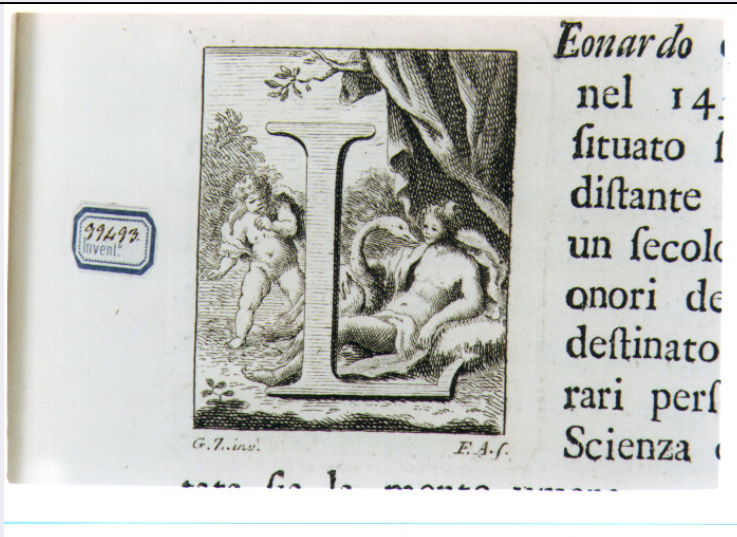 L
Eonardo
nel 14
ſituato
diſtante
un ſecolo
onori de
deſtinato
rari perſ
Scienza
99493.
Invent.°
G. Z. inv.
F. A. ſ.